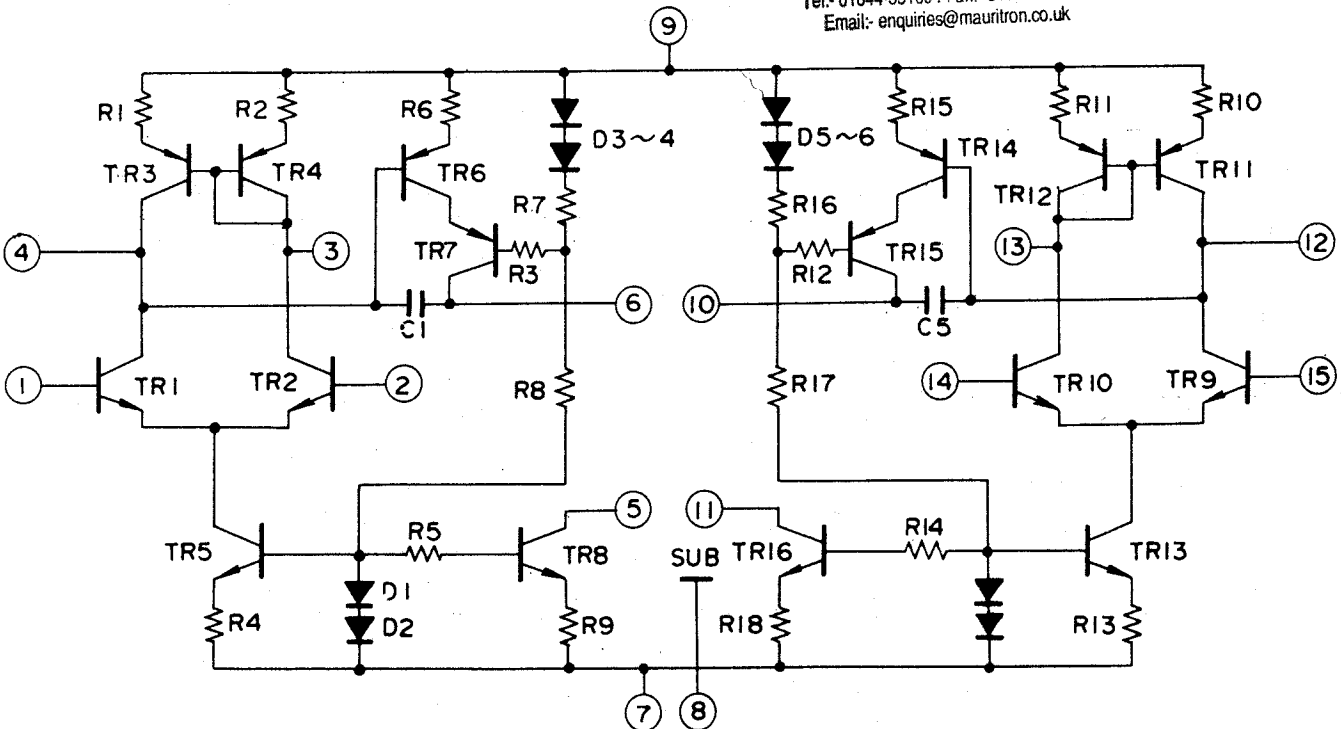 Email:- enquiries@mauritron.co.uk
9
R1
R2
R6
D3~4
D5~6
R15
R11
R10
TR3
TR4
TR6
R7
R16
TR14
TR12
TR11
4
3
TR7
R3
R12
TR15
13
12
C1
6
10
C5
1
TR1
TR2
2
R8
R17
14
TR10
TR9
15
5
11
TR5
R5
TR8
SUB
TR16
R14
TR13
D1
D2
R4
R9
R18
R13
7
8